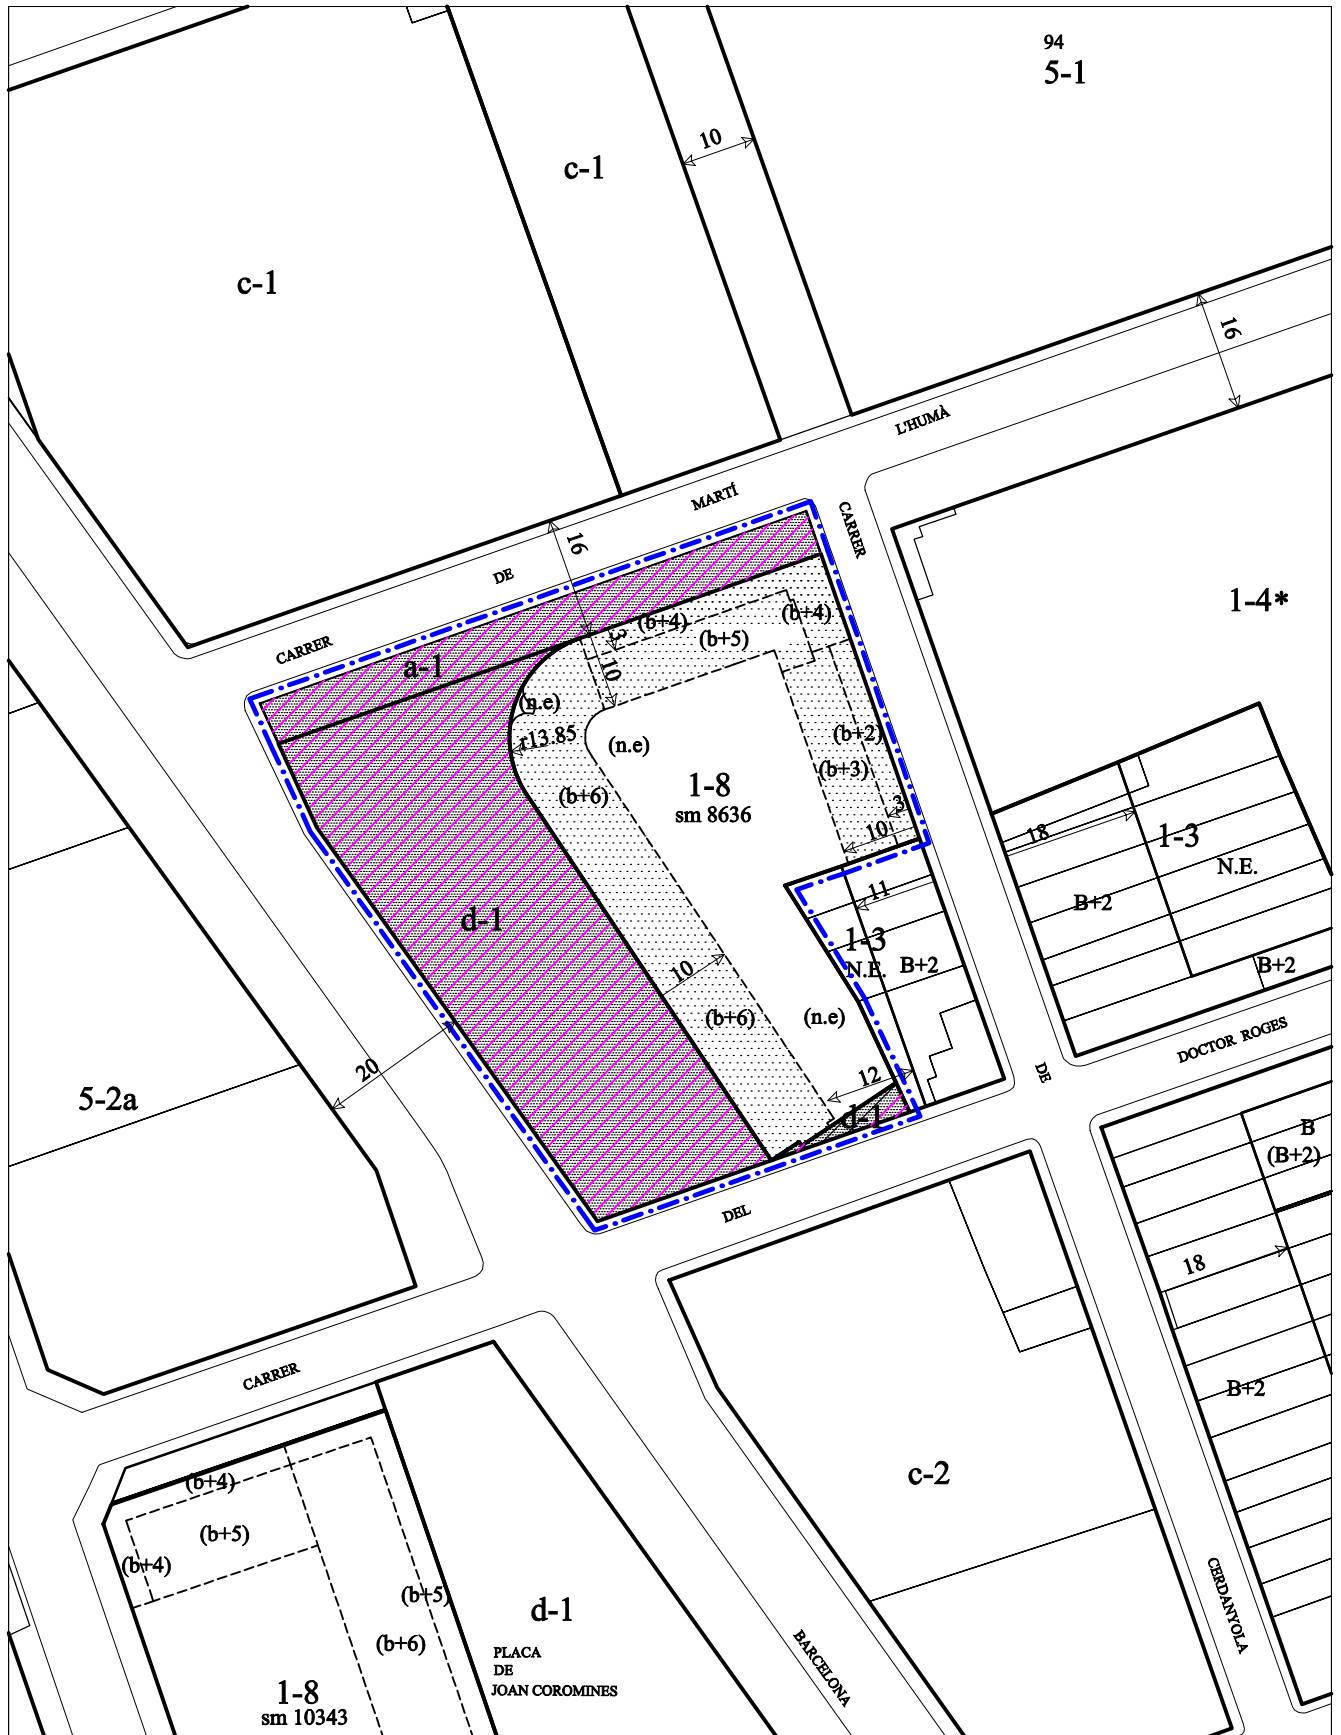 94
5-1
10
c-1
c-1
16
L'HUMÀ
MARTÍ
CARRER
16
DE
1-4*
CARRER
(b+4)
(b+4)
3
(b+5)
a-1
10
(n.e)
r13.85
(n.e)
(b+2)
(b+3)
1-8
sm 8636
(b+6)
3
10
18
1-3
N.E.
11
B+2
d-1
1-3
N.E.
B+2
B+2
10
(b+6)
(n.e)
DOCTOR ROGES
20
12
DE
5-2a
d-1
B
(B+2)
DEL
18
CARRER
B+2
c-2
(b+4)
(b+5)
(b+4)
(b+5)
d-1
(b+6)
CERDANYOLA
BARCELONA
PLACA
DE
JOAN COROMINES
1-8
sm 10343